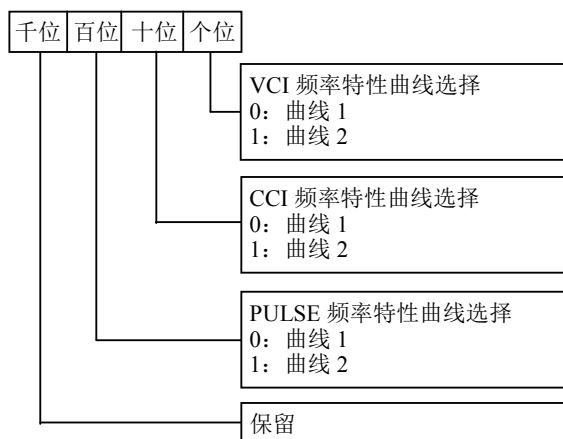 千位 百位 十位 个位
VCI 频率特性曲线选择
0：曲线 1
1：曲线 2
CCI 频率特性曲线选择
0：曲线 1
1：曲线 2
PULSE 频率特性曲线选择
0：曲线 1
1：曲线 2
保留